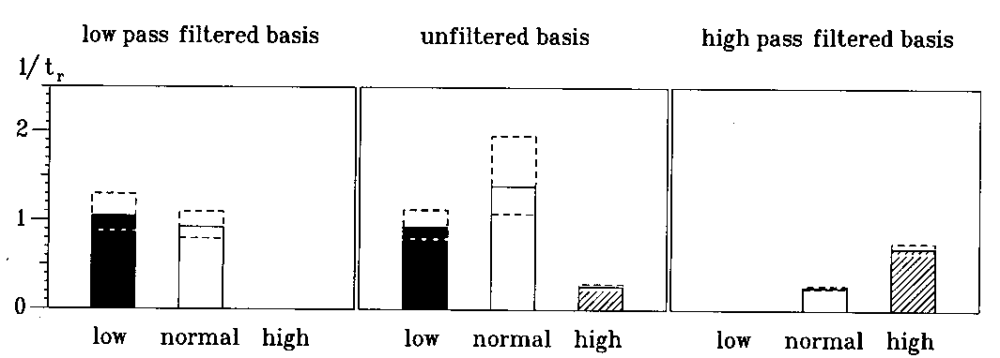 low pass filtered basis unfiltered basis high pass filtered basis
1/tr
2
1
0
low normal high low normal high low normal high